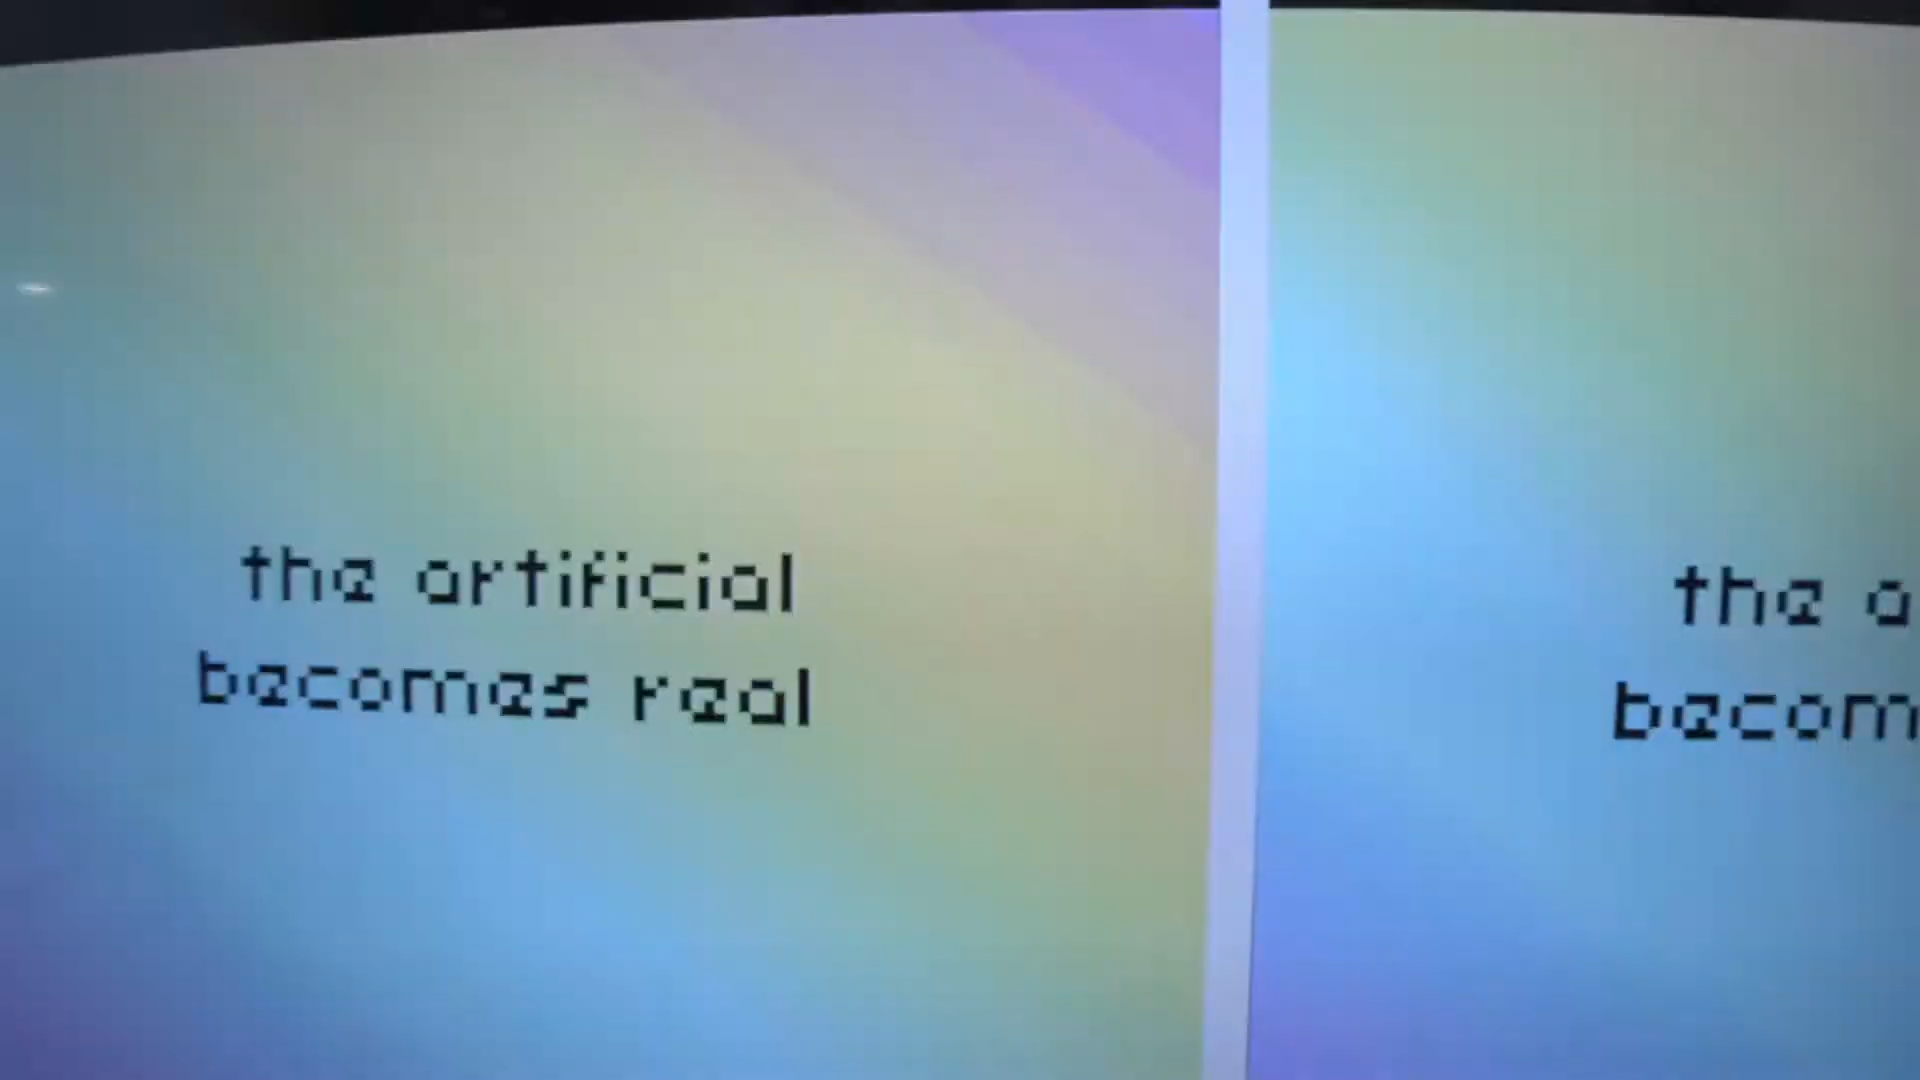 the artificial
becomes real
the a
becom